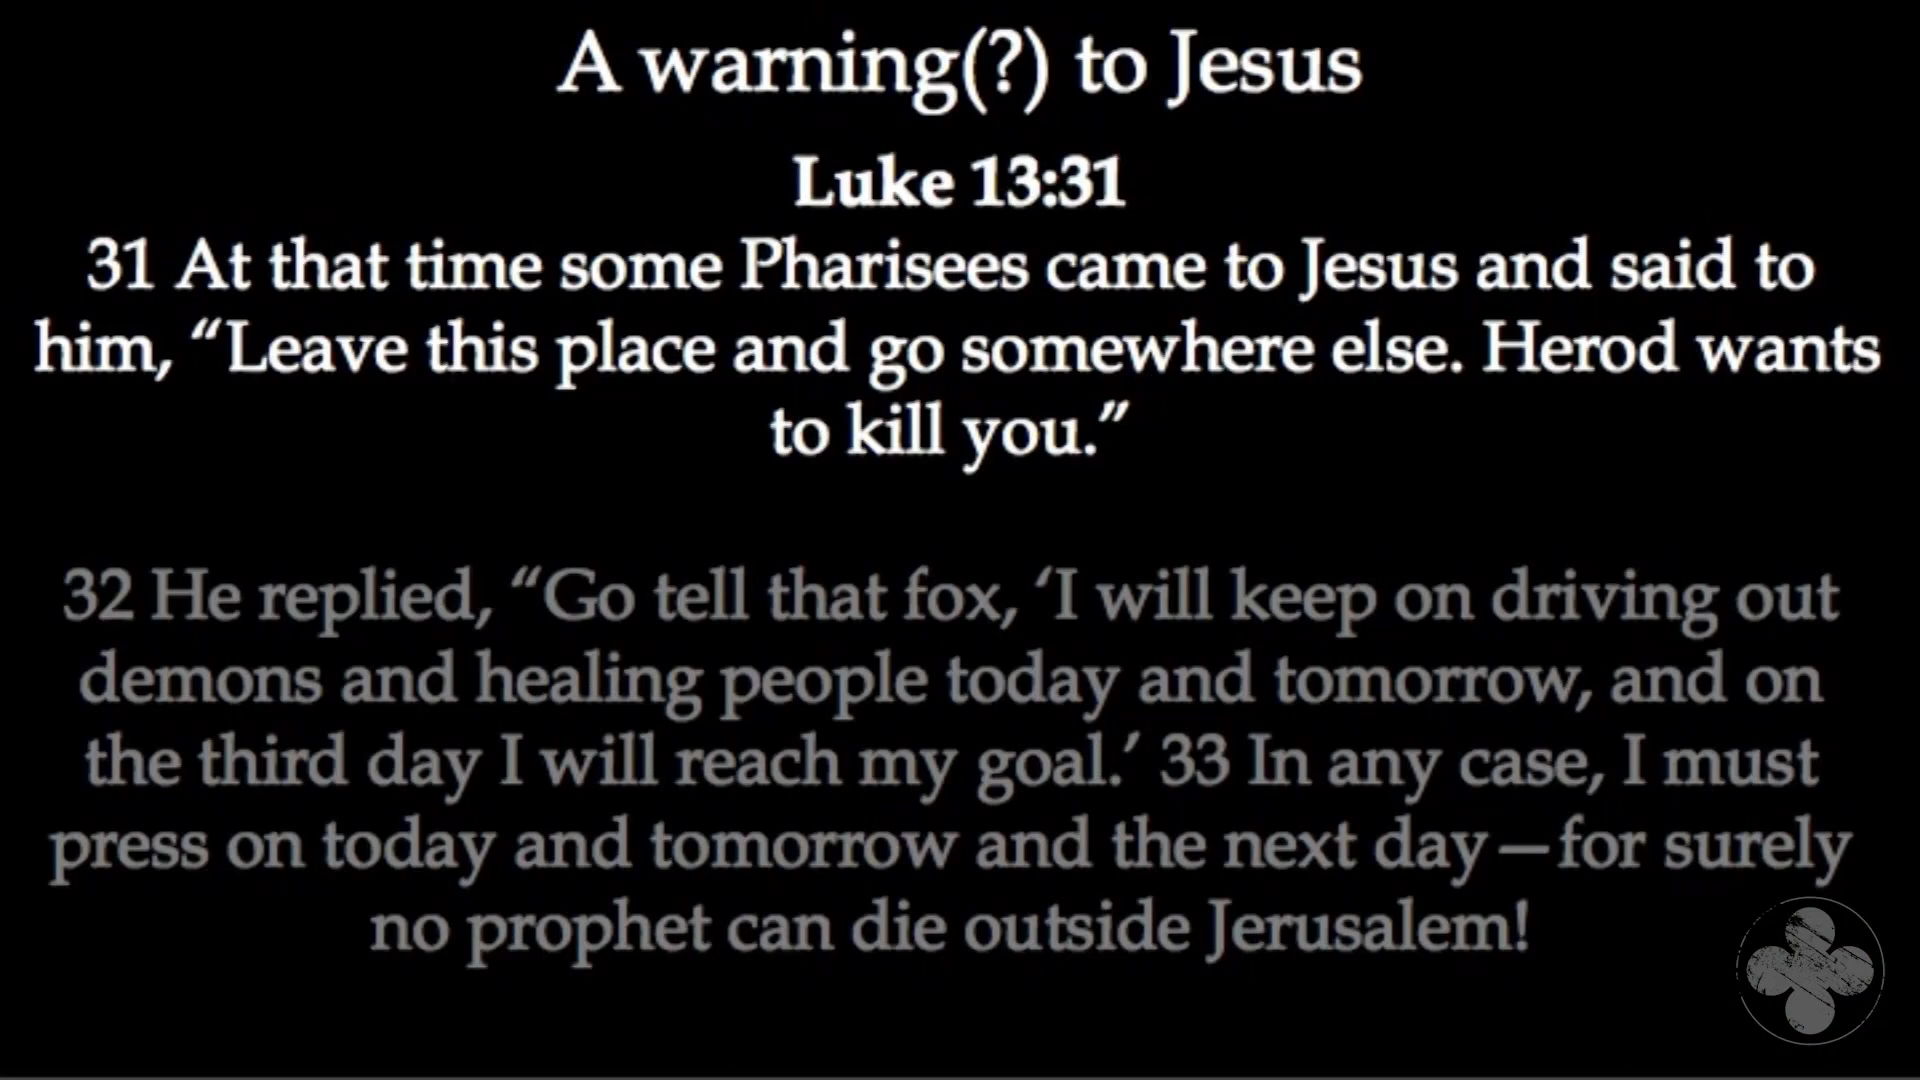 A warning(?) to Jesus
Luke 13:31
31 At that time some Pharisees came to Jesus and said to
him, “Leave this place and go somewhere else. Herod wants
to kill you.”
32 He replied, “Go tell that fox, ‘I will keep on driving out
demons and healing people today and tomorrow, and on
the third day I will reach my goal.’ 33 In any case, I must
press on today and tomorrow and the next day—for surely
no prophet can die outside Jerusalem!